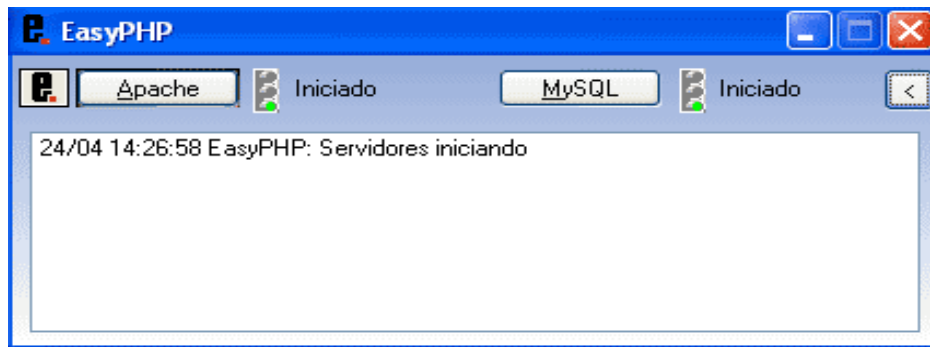 e. EasyPHP
e. Apache Iniciado MySQL Iniciado <
24/04 14:26:58 EasyPHP: Servidores iniciando